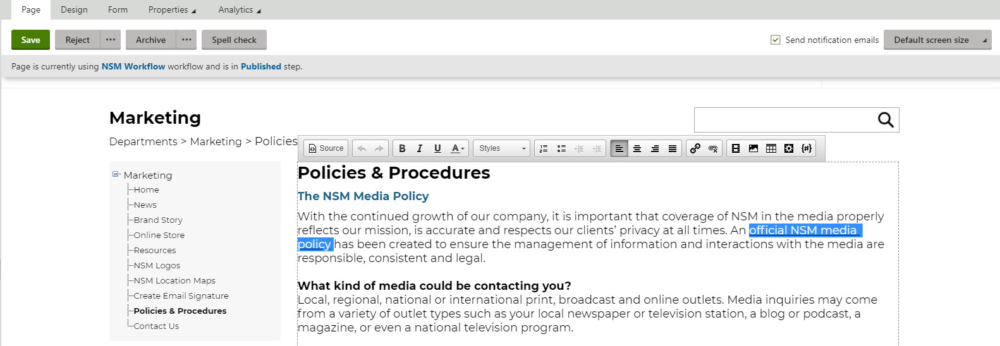 Page Design Form Properties Analytics
Save Reject ... Archive ... Spell check Send notification emails Default screen size
Page is currently using NSM Workflow workflow and is in Published step.
Marketing
Departments > Marketing > Policies
Source B I U A Styles {#}
Marketing
Home
News
Brand Story
Online Store
Resources
NSM Logos
NSM Location Maps
Create Email Signature
Policies & Procedures
Contact Us
Policies & Procedures
The NSM Media Policy
With the continued growth of our company, it is important that coverage of NSM in the media properly
reflects our mission, is accurate and respects our clients’ privacy at all times. An official NSM media
policy has been created to ensure the management of information and interactions with the media are
responsible, consistent and legal.
What kind of media could be contacting you?
Local, regional, national or international print, broadcast and online outlets. Media inquiries may come
from a variety of outlet types such as your local newspaper or television station, a blog or podcast, a
magazine, or even a national television program.